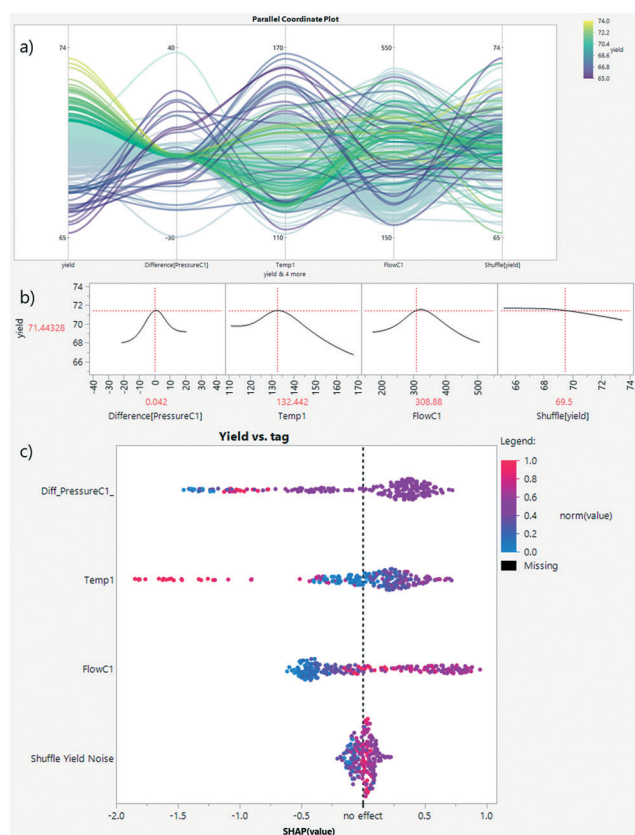 Parallel Coordinate Plot
a)
74 40 170 550 74
65 -30 110 150 65
yield Difference[PressureC1] Temp1 FlowC1 Shuffle[yield]
yield & 4 more
74.0
72.0
70.4
68.8
66.8
65.0
yield
b)
74
72
70
68
66
yield
71.44328
-40 -30 -20 -10 0 10 20 30 40
110 120 130 140 150 160 170
200 300 400 500
66 68 70 72 74
0.042 132.442 308.88 69.5
Difference[PressureC1] Temp1 FlowC1 Shuffle[yield]
c)
Yield vs. tag
Legend:
1.0
0.8
0.6
0.4
0.2
0.0
norm(value)
Missing
Diff_PressureC1_
Temp1
FlowC1
Shuffle Yield Noise
-2.0 -1.5 -1.0 -0.5 no effect 0.5 1.0
SHAP(value)